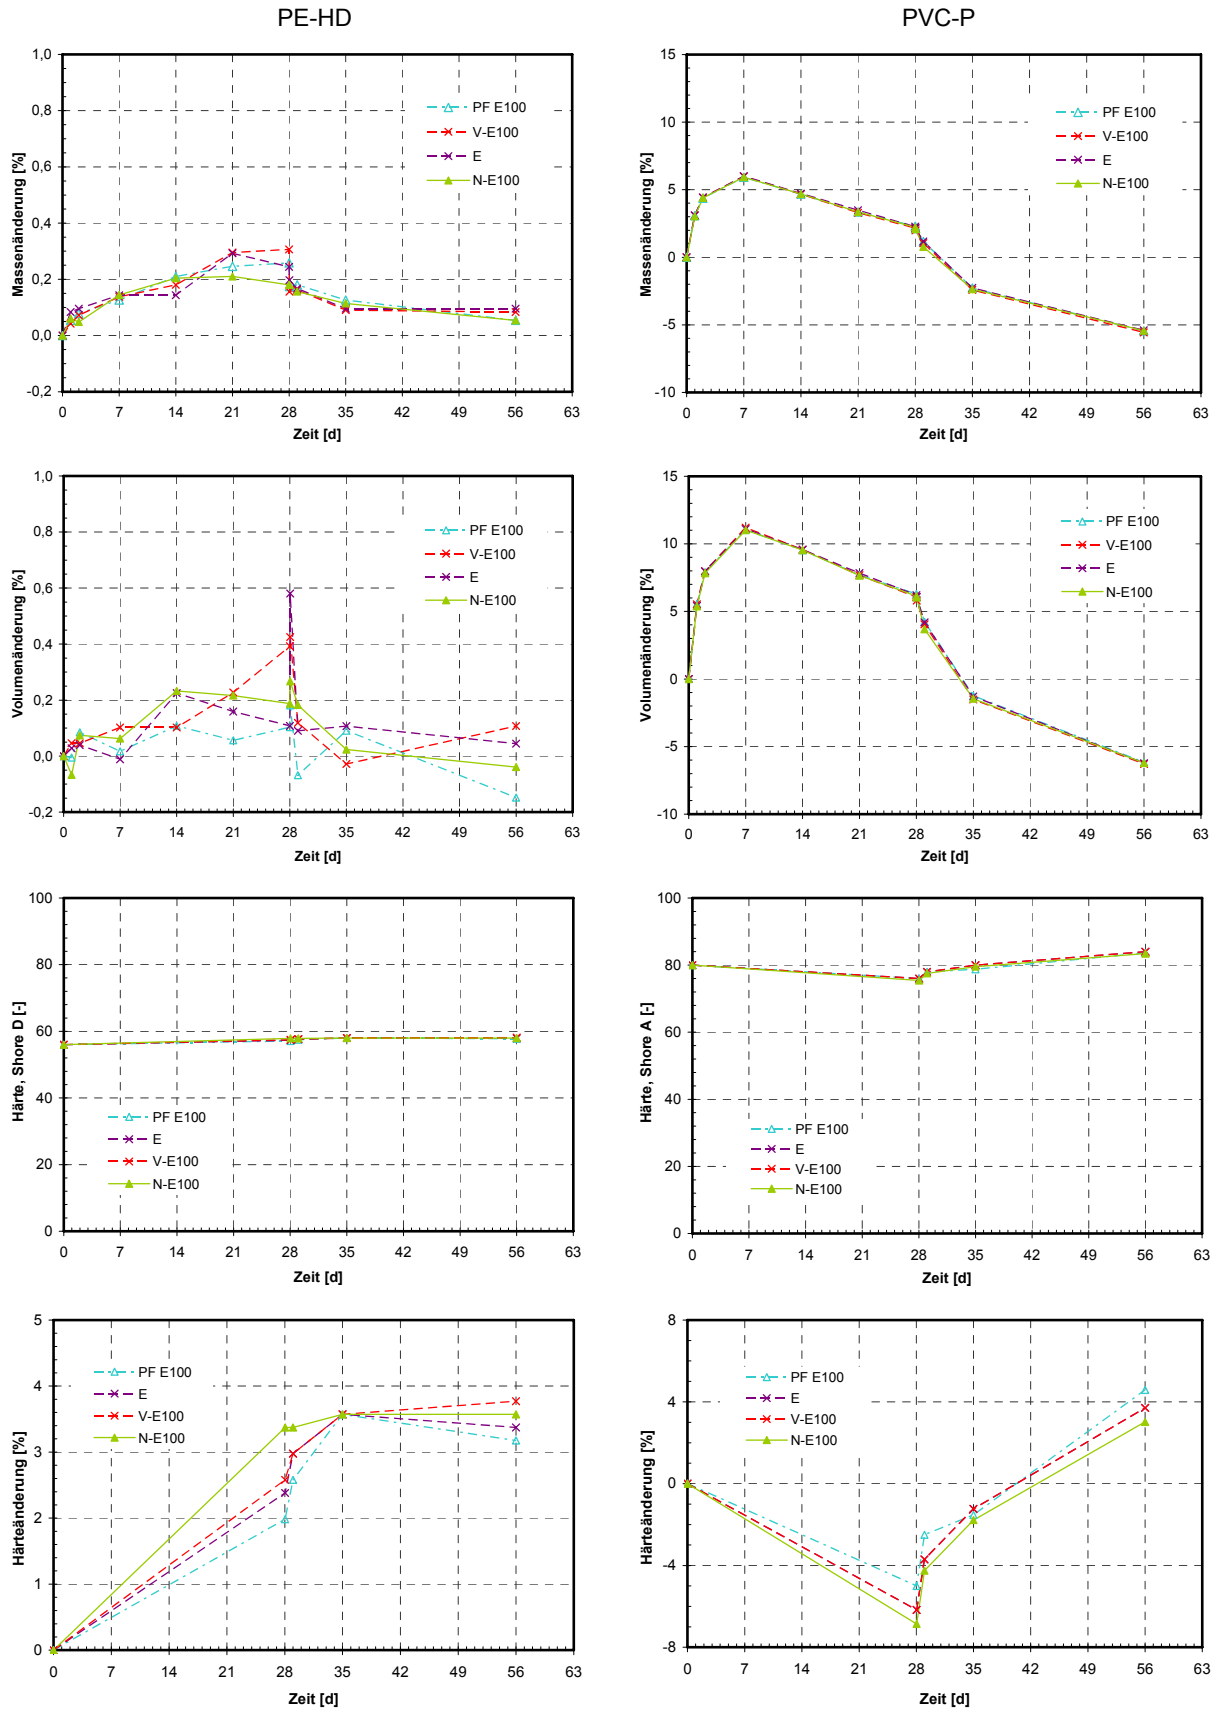 PE-HD
PVC-P
1,0
0,8
0,6
0,4
0,2
0,0
-0,2
Massenänderung [%]
PF E100
V-E100
E
N-E100
0 7 14 21 28 35 42 49 56 63
Zeit [d]
15
10
5
0
-5
-10
Massenänderung [%]
PF E100
V-E100
E
N-E100
0 7 14 21 28 35 42 49 56 63
Zeit [d]
1,0
0,8
0,6
0,4
0,2
0,0
-0,2
Volumenänderung [%]
PF E100
V-E100
E
N-E100
0 7 14 21 28 35 42 49 56 63
Zeit [d]
15
10
5
0
-5
-10
Volumenänderung [%]
PF E100
V-E100
E
N-E100
0 7 14 21 28 35 42 49 56 63
Zeit [d]
100
80
60
40
20
0
Härte, Shore D [-]
PF E100
E
V-E100
N-E100
0 7 14 21 28 35 42 49 56 63
Zeit [d]
100
80
60
40
20
0
Härte, Shore A [-]
PF E100
E
V-E100
N-E100
0 7 14 21 28 35 42 49 56 63
Zeit [d]
5
4
3
2
1
0
Härteänderung [%]
PF E100
E
V-E100
N-E100
0 7 14 21 28 35 42 49 56 63
Zeit [d]
8
4
0
-4
-8
Härteänderung [%]
PF E100
E
V-E100
N-E100
0 7 14 21 28 35 42 49 56 63
Zeit [d]